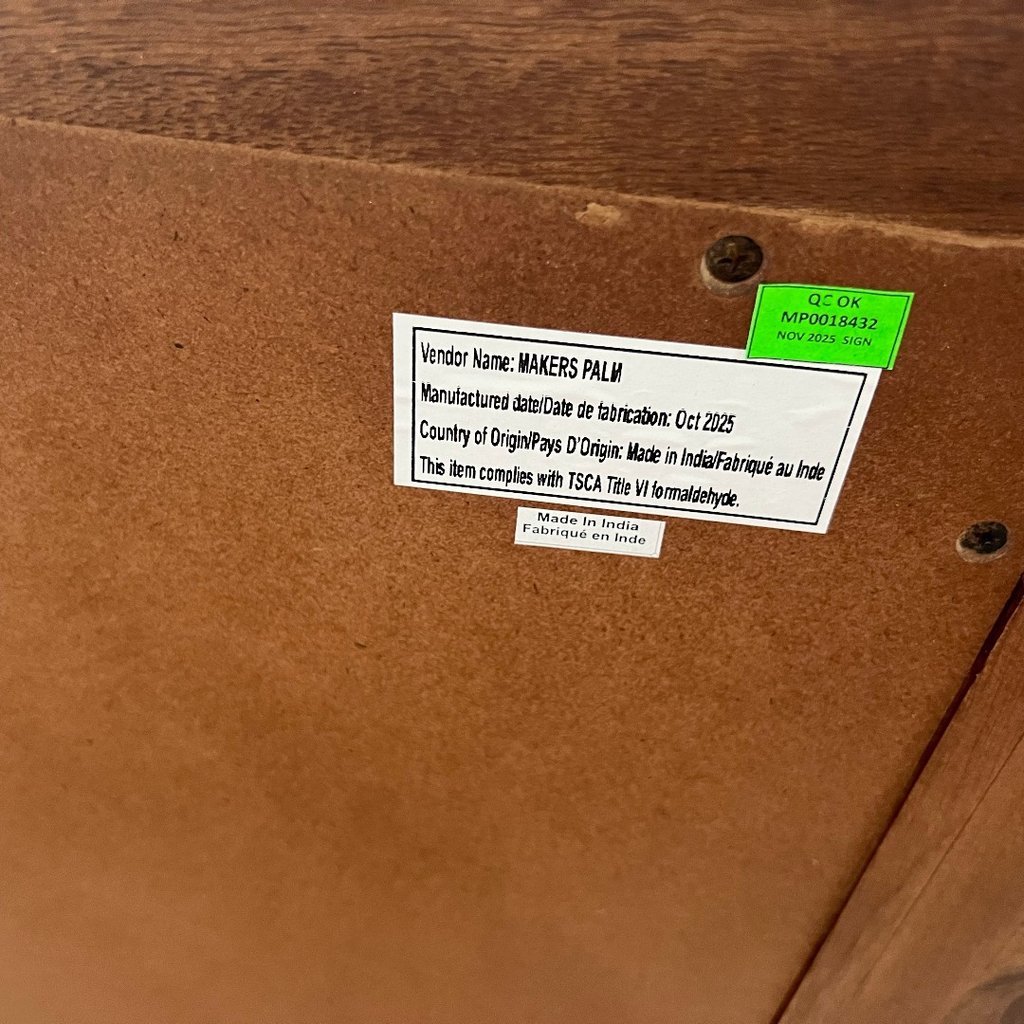 QC OK
MP0018432
NOV 2025 SIGN
Vendor Name: MAKERS PALM
Manufactured date/Date de fabrication: Oct 2025
Country of Origin/Pays D'Origin: Made in India/Fabriqué au Inde
This item complies with TSCA Title VI formaldehyde.
Made In India
Fabriqué en Inde